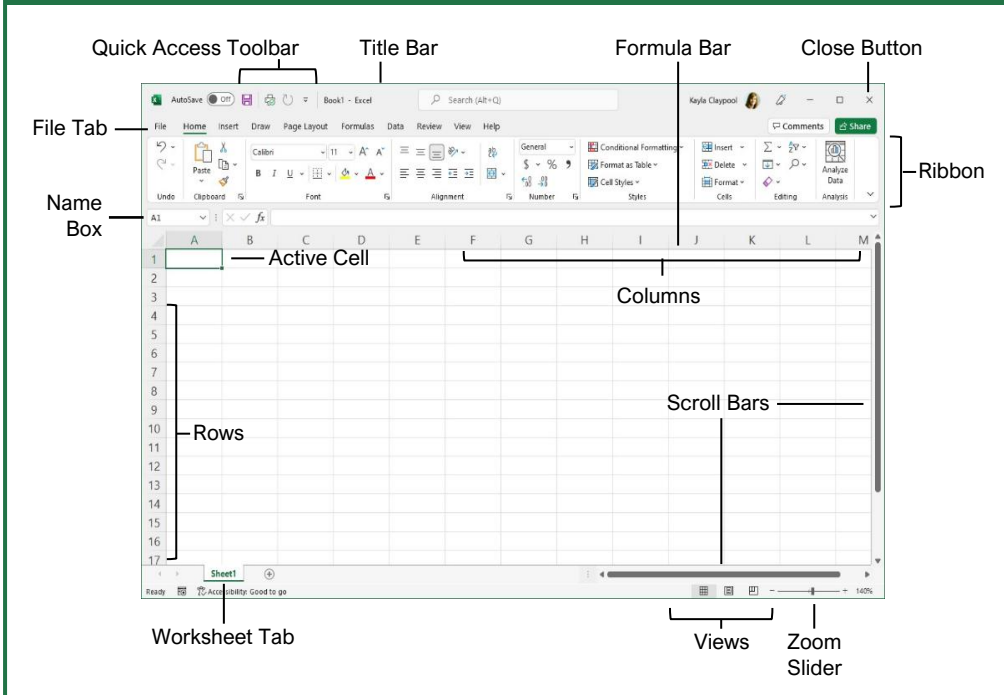 Quick Access Toolbar Title Bar Formula Bar Close Button
AutoSave Off Book1 - Excel Search (Alt+Q) Kayla Claypool
File Tab
File Home Insert Draw Page Layout Formulas Data Review View Help Comments Share
Paste Calibri 11 A^ A˅ General Conditional Formatting Insert Σ
B I U A $ % 9 Format as Table Delete Analyze Data
Cell Styles Format
Undo Clipboard Font Alignment Number Styles Cells Editing Analysis
Ribbon
Name Box
A1 fx
A B C D E F G H I J K L M
1 Active Cell
2
3 Columns
4
5
6
7
8
9 Scroll Bars
10 Rows
11
12
13
14
15
16
17
Sheet1
Ready Accessibility: Good to go - + 140%
Worksheet Tab Views Zoom Slider